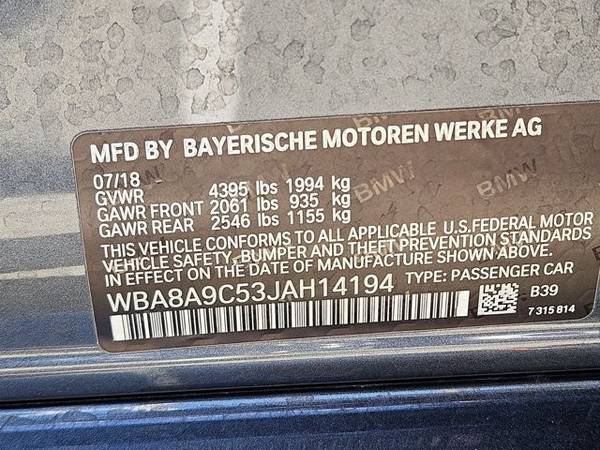 MFD BY BAYERISCHE MOTOREN WERKE AG
07/18
GVWR 4395 lbs 1994 kg
GAWR FRONT 2061 lbs 935 kg
GAWR REAR 2546 lbs 1155 kg
THIS VEHICLE CONFORMS TO ALL APPLICABLE U.S.FEDERAL MOTOR
VEHICLE SAFETY, BUMPER AND THEFT PREVENTION STANDARDS
IN EFFECT ON THE DATE OF MANUFACTURE SHOWN ABOVE.
WBA8A9C53JAH14194 TYPE: PASSENGER CAR
B39
7 315 814
BMW
BMW